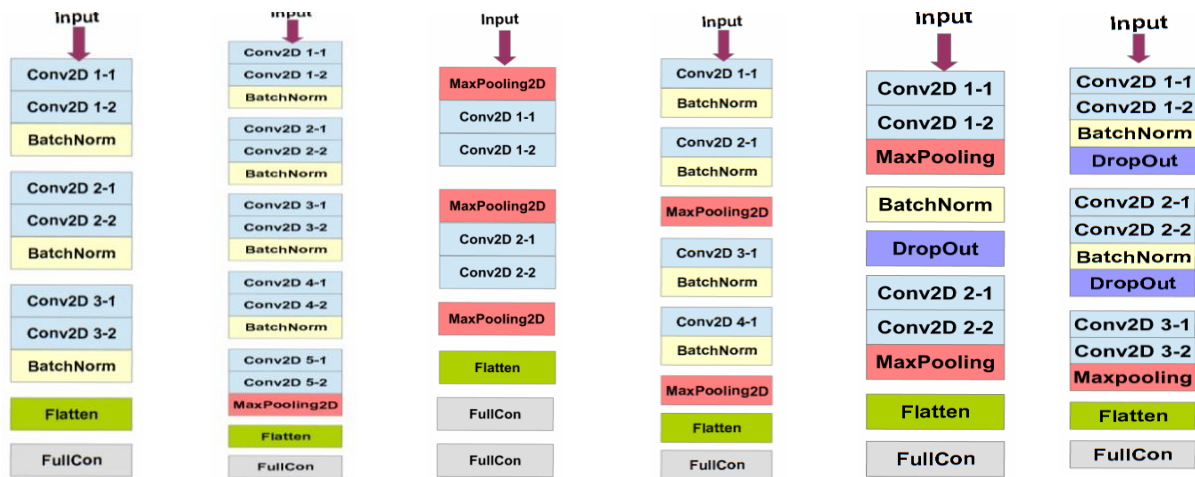 Input
Conv2D 1-1
Conv2D 1-2
BatchNorm
Conv2D 2-1
Conv2D 2-2
BatchNorm
Conv2D 3-1
Conv2D 3-2
BatchNorm
Flatten
FullCon
Input
Conv2D 1-1
Conv2D 1-2
BatchNorm
Conv2D 2-1
Conv2D 2-2
BatchNorm
Conv2D 3-1
Conv2D 3-2
BatchNorm
Conv2D 4-1
Conv2D 4-2
BatchNorm
Conv2D 5-1
Conv2D 5-2
MaxPooling2D
Flatten
FullCon
Input
MaxPooling2D
Conv2D 1-1
Conv2D 1-2
MaxPooling2D
Conv2D 2-1
Conv2D 2-2
MaxPooling2D
Flatten
FullCon
FullCon
Input
Conv2D 1-1
BatchNorm
Conv2D 2-1
BatchNorm
MaxPooling2D
Conv2D 3-1
BatchNorm
Conv2D 4-1
BatchNorm
MaxPooling2D
Flatten
FullCon
Input
Conv2D 1-1
Conv2D 1-2
MaxPooling
BatchNorm
DropOut
Conv2D 2-1
Conv2D 2-2
MaxPooling
Flatten
FullCon
Input
Conv2D 1-1
Conv2D 1-2
BatchNorm
DropOut
Conv2D 2-1
Conv2D 2-2
BatchNorm
DropOut
Conv2D 3-1
Conv2D 3-2
Maxpooling
Flatten
FullCon